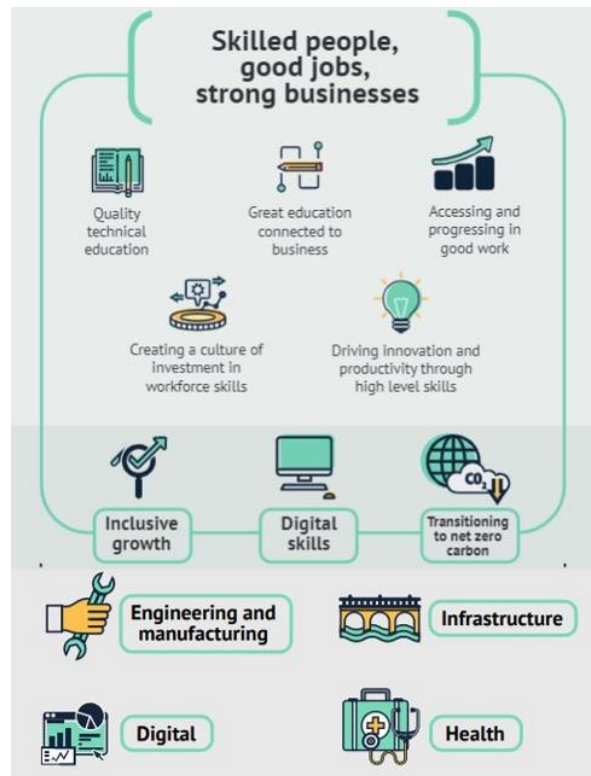 Skilled people,
good jobs,
strong businesses
Quality
technical
education
Great education
connected to
business
Accessing and
progressing in
good work
Creating a culture of
investment in
workforce skills
Driving innovation and
productivity through
high level skills
CO₂
Inclusive
growth
Digital
skills
Transitioning
to net zero
carbon
Engineering and
manufacturing
Infrastructure
Digital
Health